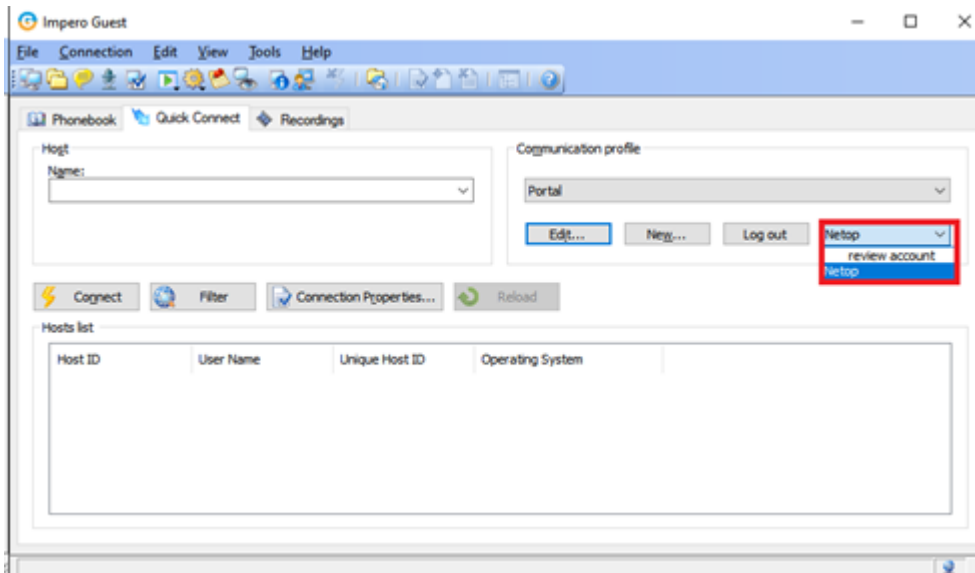 Impero Guest
File Connection Edit View Tools Help
Phonebook Quick Connect Recordings
Host
Name:
Communication profile
Portal
Edit... New... Log out Netop
review account
Netop
Connect Filter Connection Properties... Reload
Hosts list
Host ID User Name Unique Host ID Operating System